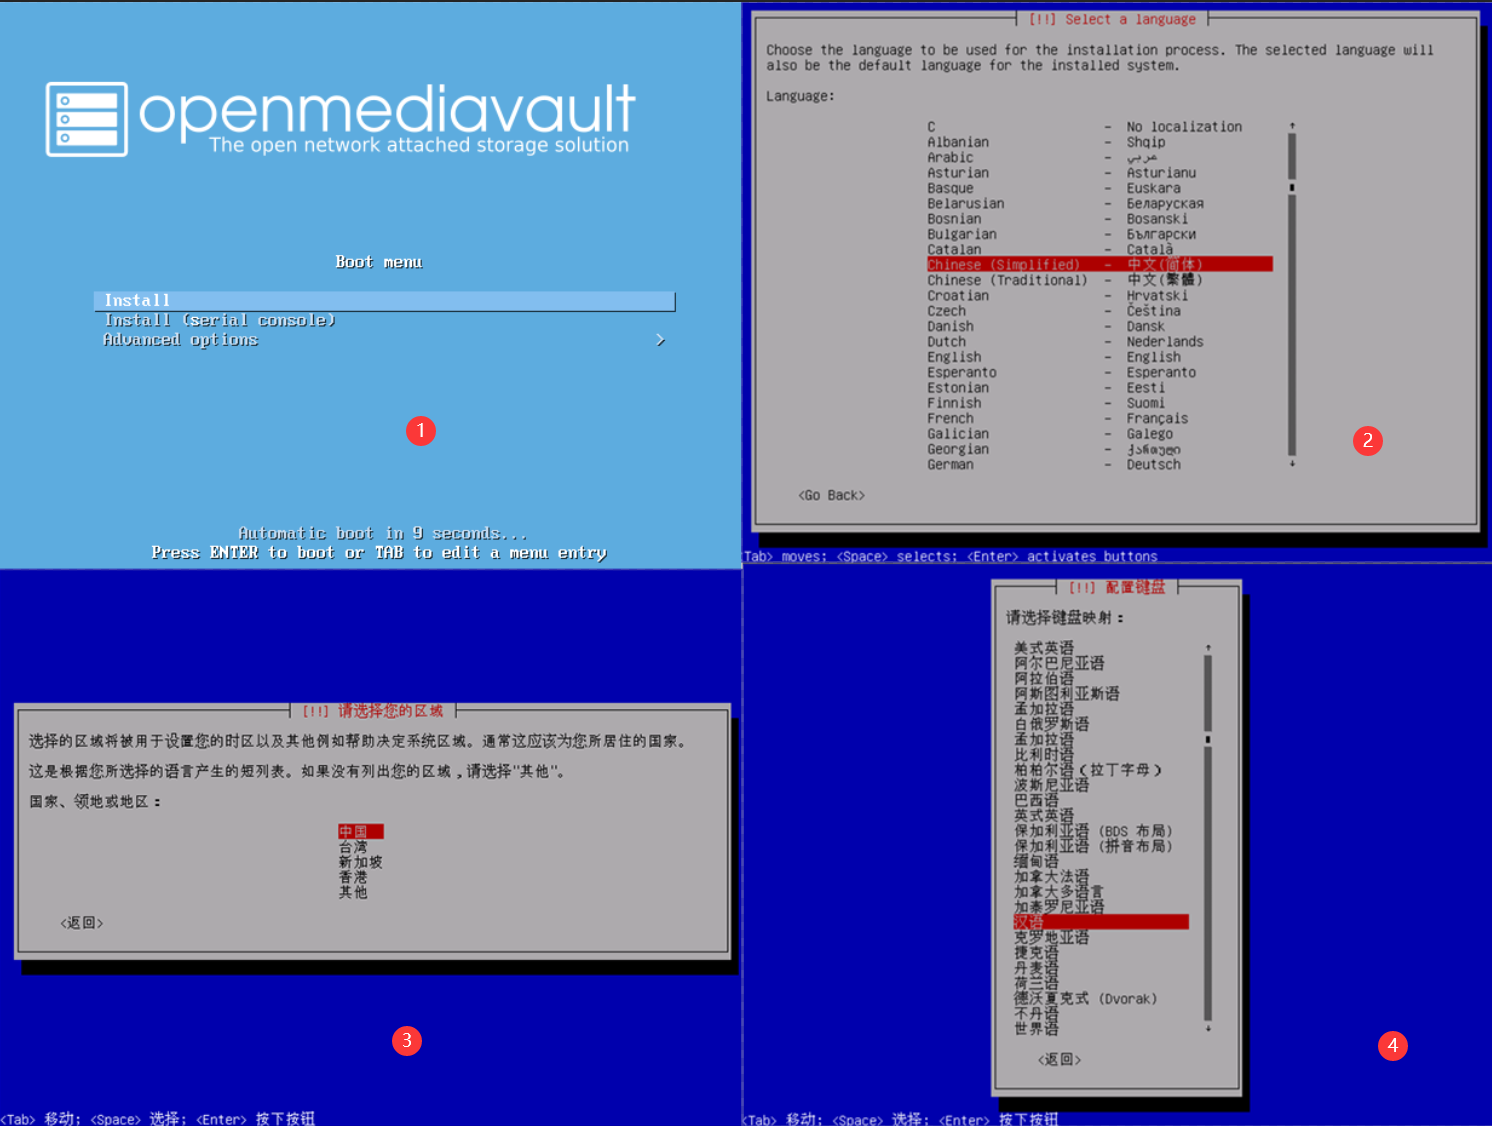 openmediavault
The open network attached storage solution
Boot menu
Install
Install (serial console)
Advanced options >
1
Automatic boot in 9 seconds...
Press ENTER to boot or TAB to edit a menu entry
[!!] Select a language
Choose the language to be used for the installation process. The selected language will
also be the default language for the installed system.
Language:
C - No localization
Albanian - Shqip
Arabic - عربي
Asturian - Asturianu
Basque - Euskara
Belarusian - Беларуская
Bosnian - Bosanski
Bulgarian - Български
Catalan - Català
Chinese (Simplified) - 中文(简体)
Chinese (Traditional) - 中文(繁體)
Croatian - Hrvatski
Czech - Čeština
Danish - Dansk
Dutch - Nederlands
English - English
Esperanto - Esperanto
Estonian - Eesti
Finnish - Suomi
French - Français
Galician - Galego
Georgian - ქართული
German - Deutsch
2
<Go Back>
Tab> moves; <Space> selects; <Enter> activates buttons
[!!] 请选择您的区域
选择的区域将被用于设置您的时区以及其他例如帮助决定系统区域。通常这应该为您所居住的国家。
这是根据您所选择的语言产生的短列表。如果没有列出您的区域,请选择"其他"。
国家、领地或地区：
中国
台湾
新加坡
香港
其他
<返回>
3
<Tab> 移动; <Space> 选择; <Enter> 按下按钮
[!!] 配置键盘
请选择键盘映射：
美式英语
阿尔巴尼亚语
阿拉伯语
阿斯图利亚斯语
孟加拉语
白俄罗斯语
孟加拉语
比利时语
柏柏尔语（拉丁字母）
波斯尼亚语
巴西语
英式英语
保加利亚语 (BDS 布局)
保加利亚语 (拼音布局)
缅甸语
加拿大法语
加拿大多语言
加泰罗尼亚语
汉语
克罗地亚语
捷克语
丹麦语
荷兰语
德沃夏克式 (Dvorak)
不丹语
世界语
<返回>
4
Tab> 移动; <Space> 选择; <Enter> 按下按钮